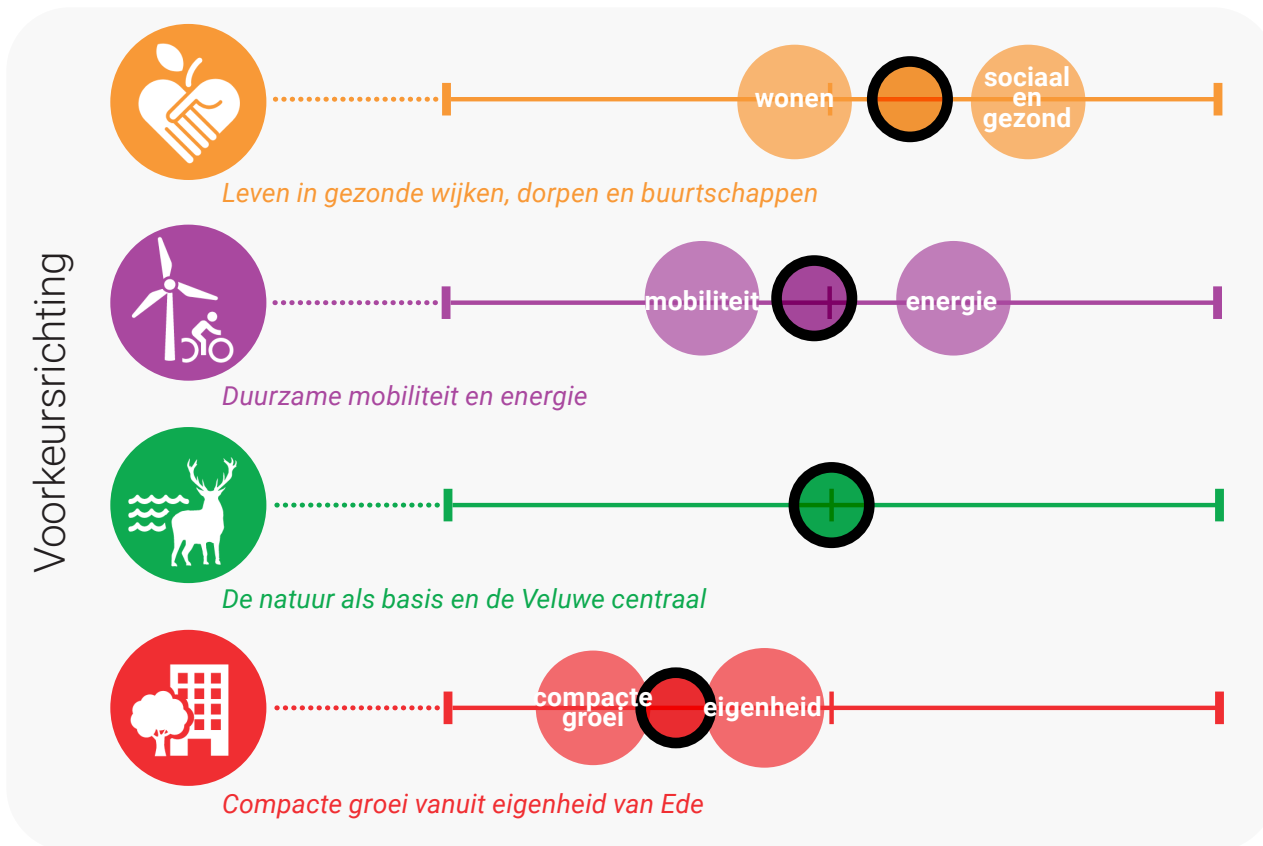 Voorkeursrichting
wonen
sociaal
en
gezond
Leven in gezonde wijken, dorpen en buurtschappen
mobiliteit
energie
Duurzame mobiliteit en energie
De natuur als basis en de Veluwe centraal
compacte
groei
eigenheid
Compacte groei vanuit eigenheid van Ede